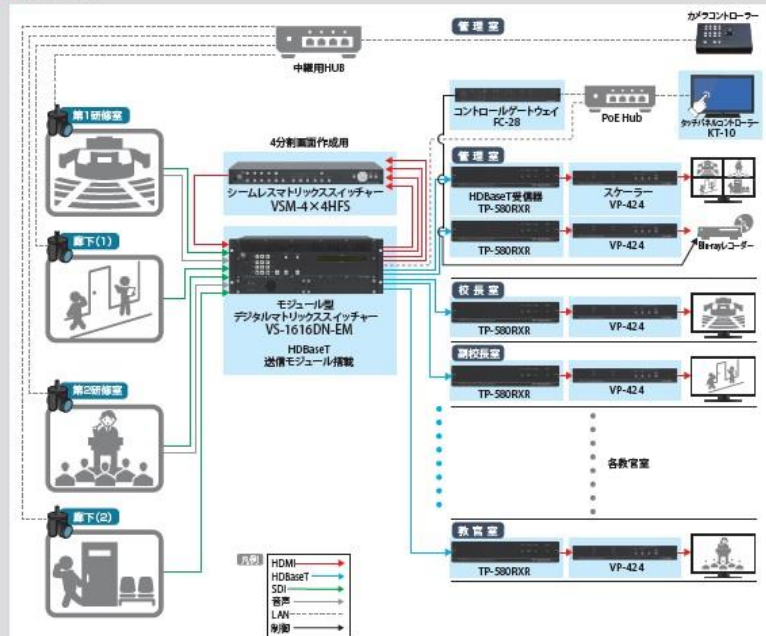 管理室
カメラコントローラー
中継用HUB
第1研修室
コントロールゲートウェイ
FC-28
PoE Hub
タッチパネルコントローラー
KT-10
4分割画面作成用
シームレスマトリックススイッチャー
VSM-4×4HFS
管理室
HDBaseT受信器
TP-580RXR
スケーラー
VP-424
TP-580RXR
VP-424
Blu-rayレコーダー
廊下(1)
モジュール型
デジタルマトリックススイッチャー
VS-1616DN-EM
HDBaseT
送信モジュール搭載
校長室
TP-580RXR
VP-424
副校長室
TP-580RXR
VP-424
第2研修室
各教官室
廊下(2)
教官室
TP-580RXR
VP-424
凡例
HDMI
HDBaseT
SDI
音声
LAN
制御